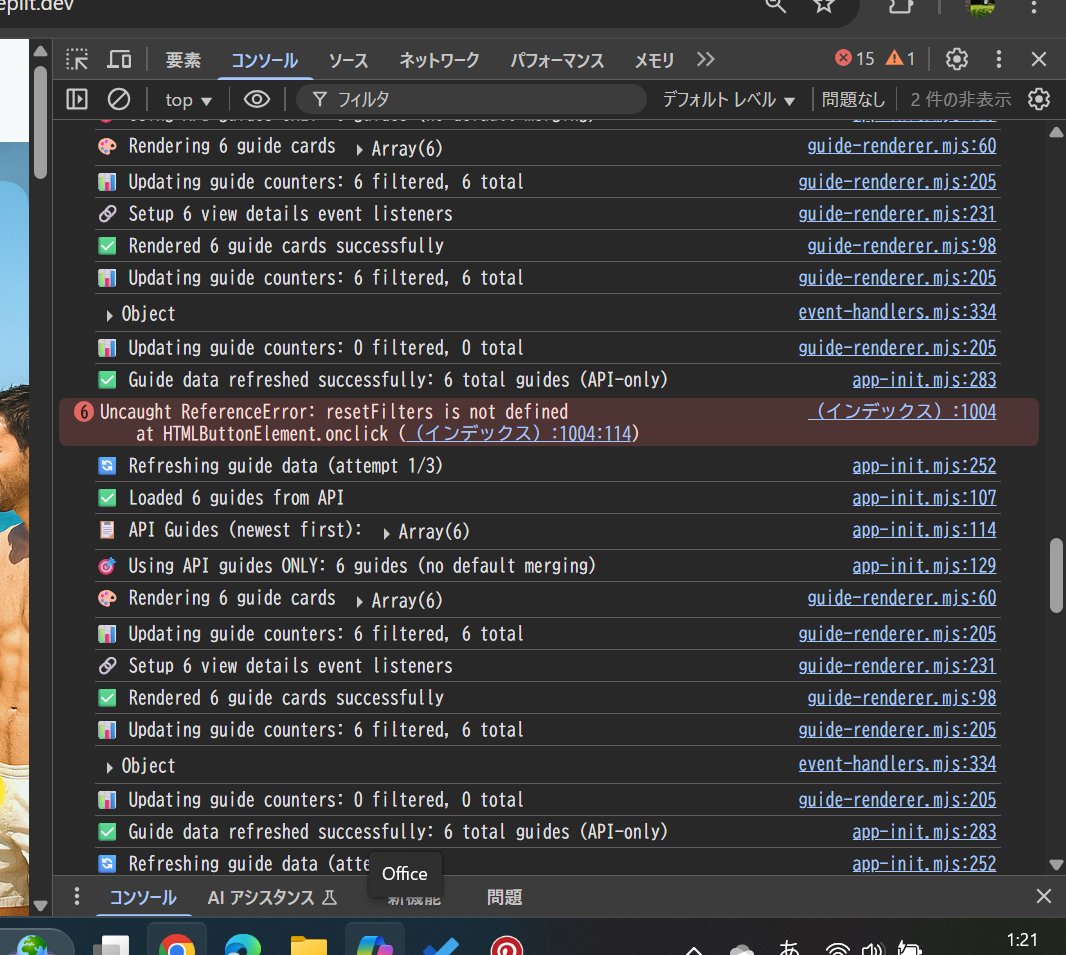 eplit.dev
要素 コンソール ソース ネットワーク パフォーマンス メモリ 15 1
top フィルタ デフォルト レベル 問題なし 2 件の非表示
Rendering 6 guide cards Array(6) guide-renderer.mjs:60
Updating guide counters: 6 filtered, 6 total guide-renderer.mjs:205
Setup 6 view details event listeners guide-renderer.mjs:231
Rendered 6 guide cards successfully guide-renderer.mjs:98
Updating guide counters: 6 filtered, 6 total guide-renderer.mjs:205
Object event-handlers.mjs:334
Updating guide counters: 0 filtered, 0 total guide-renderer.mjs:205
Guide data refreshed successfully: 6 total guides (API-only) app-init.mjs:283
6 Uncaught ReferenceError: resetFilters is not defined （インデックス）:1004
at HTMLButtonElement.onclick (（インデックス）:1004:114)
Refreshing guide data (attempt 1/3) app-init.mjs:252
Loaded 6 guides from API app-init.mjs:107
API Guides (newest first): Array(6) app-init.mjs:114
Using API guides ONLY: 6 guides (no default merging) app-init.mjs:129
Rendering 6 guide cards Array(6) guide-renderer.mjs:60
Updating guide counters: 6 filtered, 6 total guide-renderer.mjs:205
Setup 6 view details event listeners guide-renderer.mjs:231
Rendered 6 guide cards successfully guide-renderer.mjs:98
Updating guide counters: 6 filtered, 6 total guide-renderer.mjs:205
Object event-handlers.mjs:334
Updating guide counters: 0 filtered, 0 total guide-renderer.mjs:205
Guide data refreshed successfully: 6 total guides (API-only) app-init.mjs:283
Refreshing guide data (atte app-init.mjs:252
Office
コンソール AI アシスタンス 新機能 問題
あ 1:21